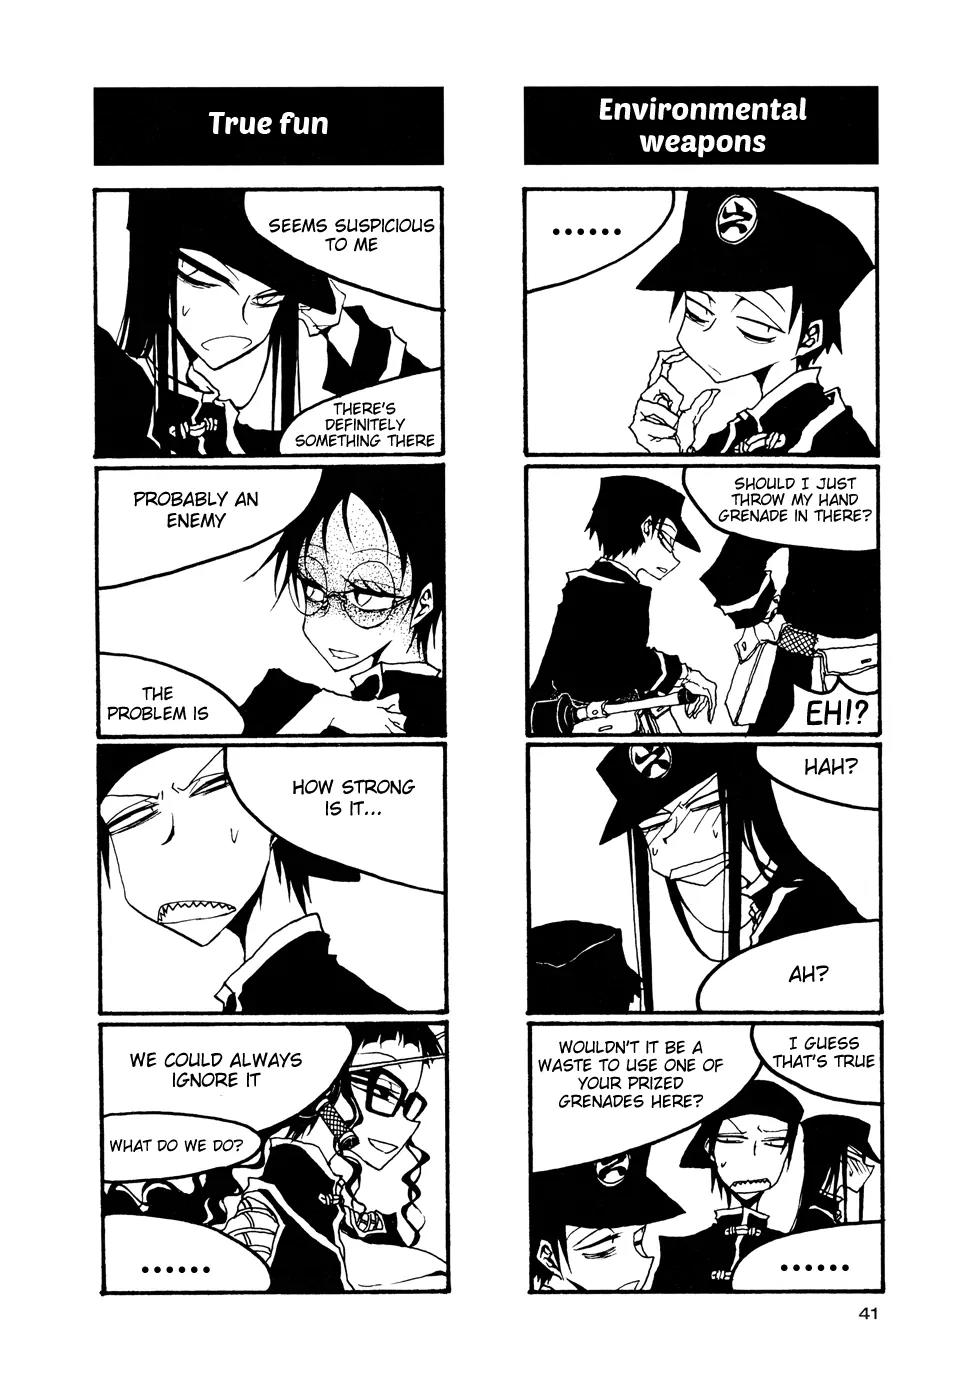 True fun
SEEMS SUSPICIOUS
TO ME
THERE'S
DEFINITELY
SOMETHING THERE
PROBABLY AN
ENEMY
THE
PROBLEM IS
HOW STRONG
IS IT...
WE COULD ALWAYS
IGNORE IT
WHAT DO WE DO?
......
Environmental
weapons
......
六
SHOULD I JUST
THROW MY HAND
GRENADE IN THERE?
EH!?
HAH?
六
AH?
WOULDN'T IT BE A
WASTE TO USE ONE OF
YOUR PRIZED
GRENADES HERE?
I GUESS
THAT'S TRUE
六
......
41